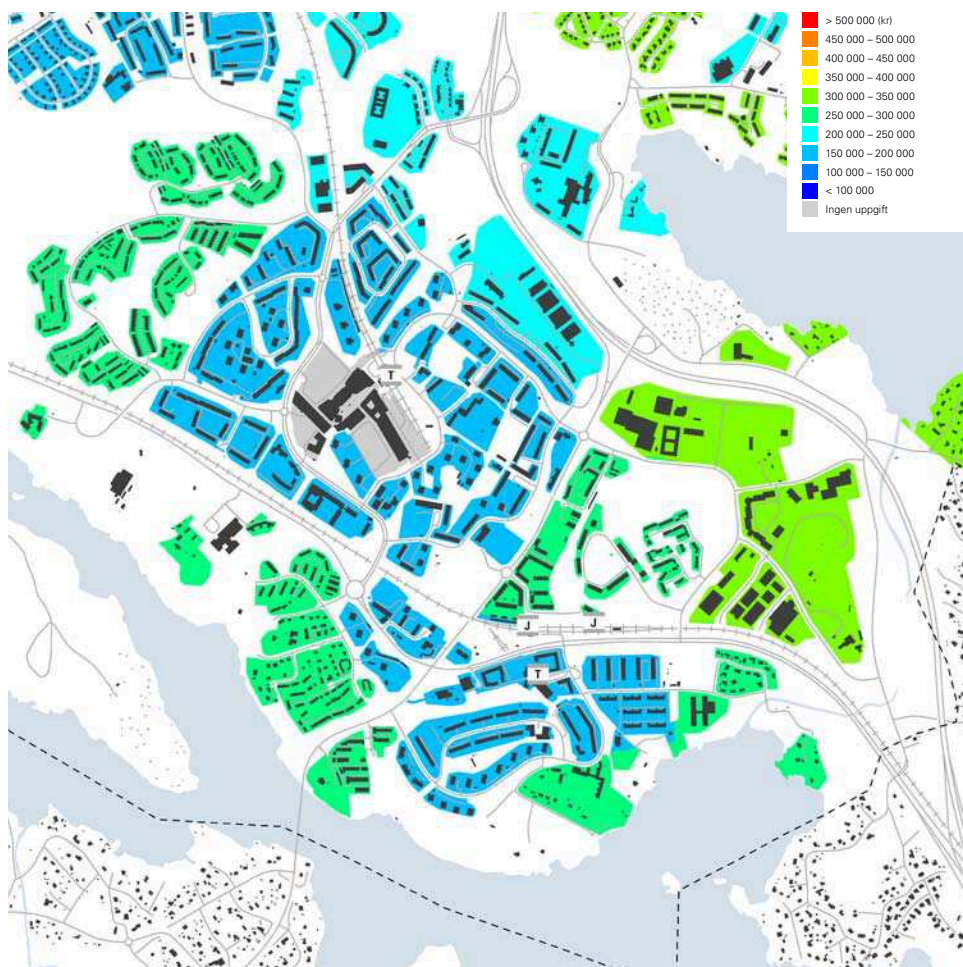 > 500 000 (kr)
450 000 – 500 000
400 000 – 450 000
350 000 – 400 000
300 000 – 350 000
250 000 – 300 000
200 000 – 250 000
150 000 – 200 000
100 000 – 150 000
< 100 000
Ingen uppgift
T
J
J
T